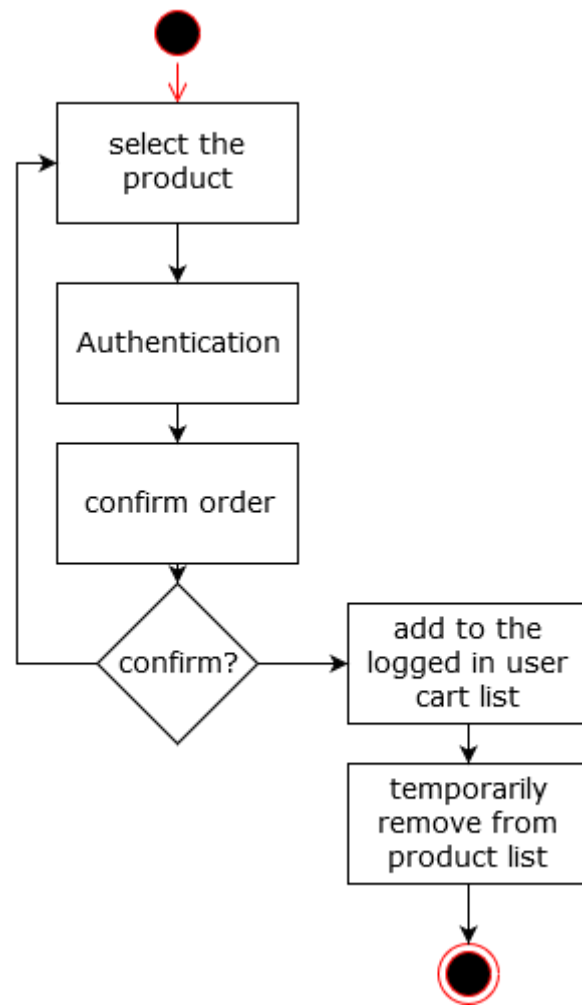 select the
product
Authentication
confirm order
confirm?
add to the
logged in user
cart list
temporarily
remove from
product list